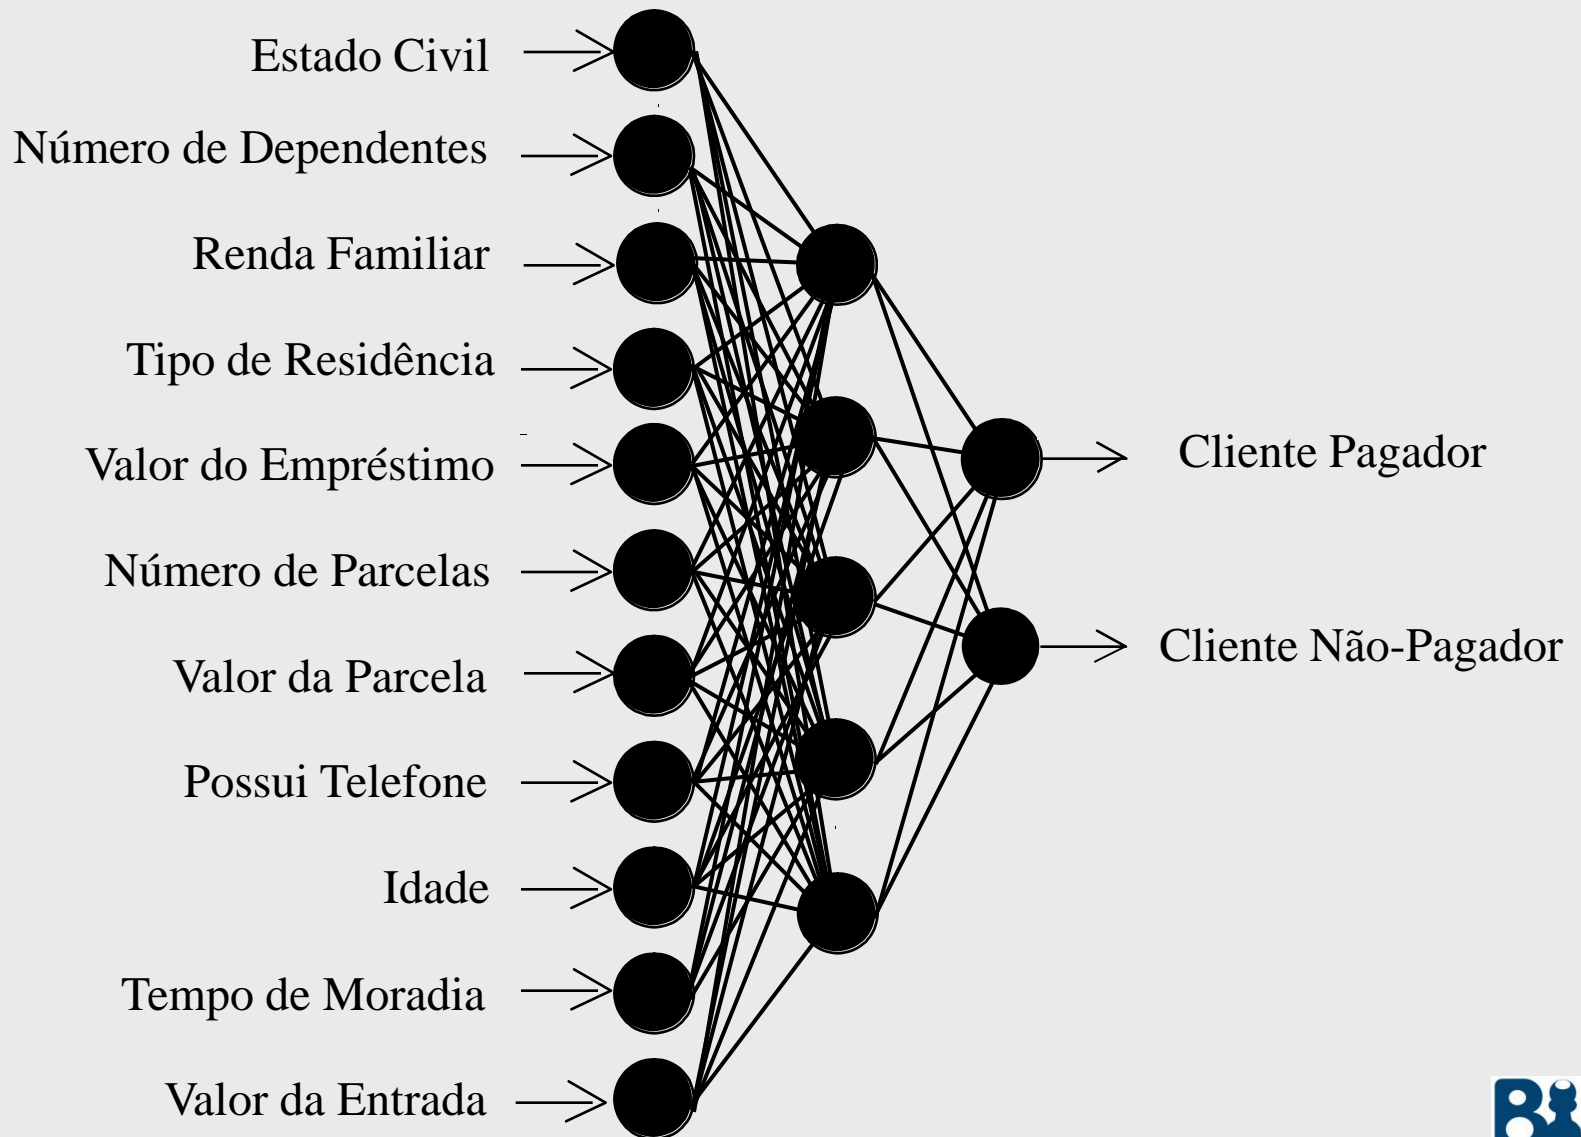 Estado Civil
Número de Dependentes
Renda Familiar
Tipo de Residência
Valor do Empréstimo
Número de Parcelas
Valor da Parcela
Possui Telefone
Idade
Tempo de Moradia
Valor da Entrada
Cliente Pagador
Cliente Não-Pagador
BI